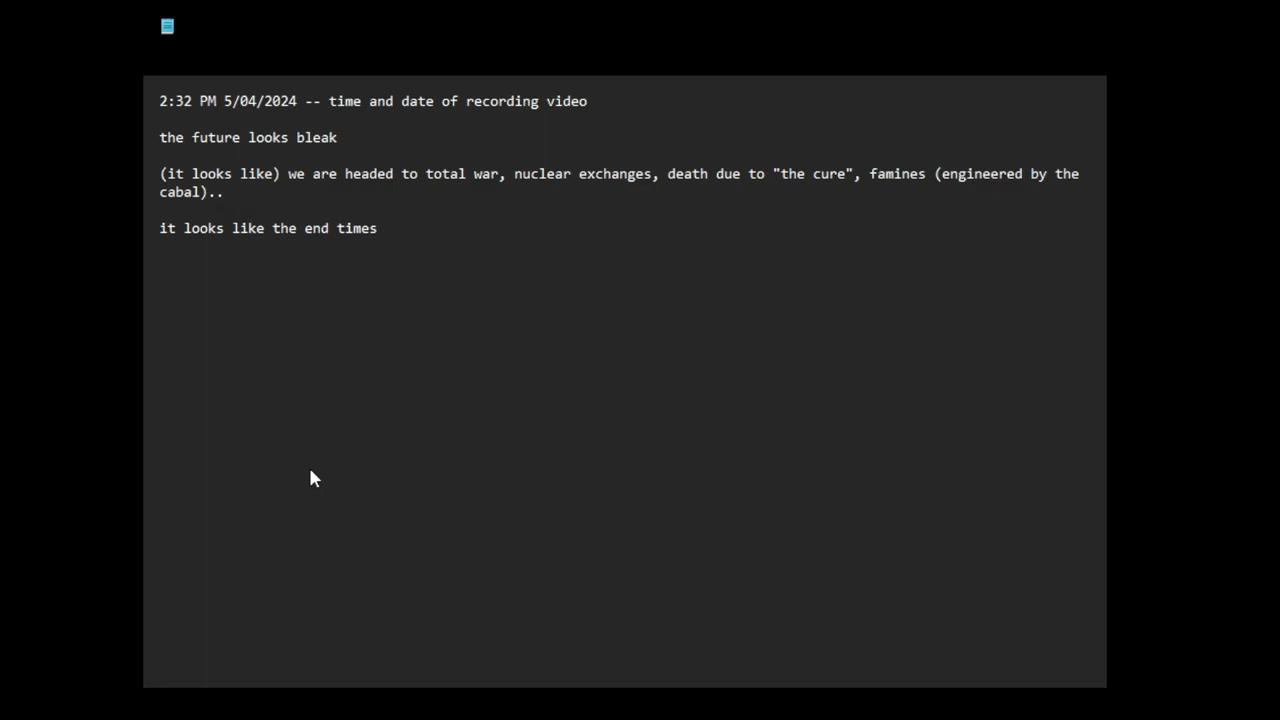 2:32 PM 5/04/2024 -- time and date of recording video
the future looks bleak
(it looks like) we are headed to total war, nuclear exchanges, death due to "the cure", famines (engineered by the
cabal)..
it looks like the end times